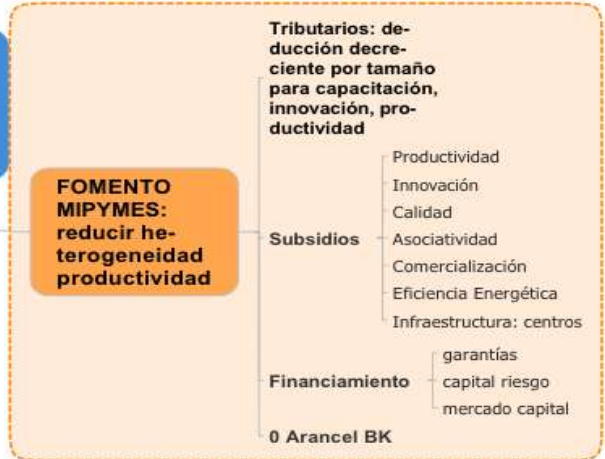 Tributarios: de-
ducción decre-
ciente por tamaño
para capacitación,
innovación, pro-
ductividad
FOMENTO
MIPYMES:
reducir he-
terogeneidad
productividad
Subsidios
Productividad
Innovación
Calidad
Asociatividad
Comercialización
Eficiencia Energética
Infraestructura: centros
Financiamiento
garantías
capital riesgo
mercado capital
0 Arancel BK